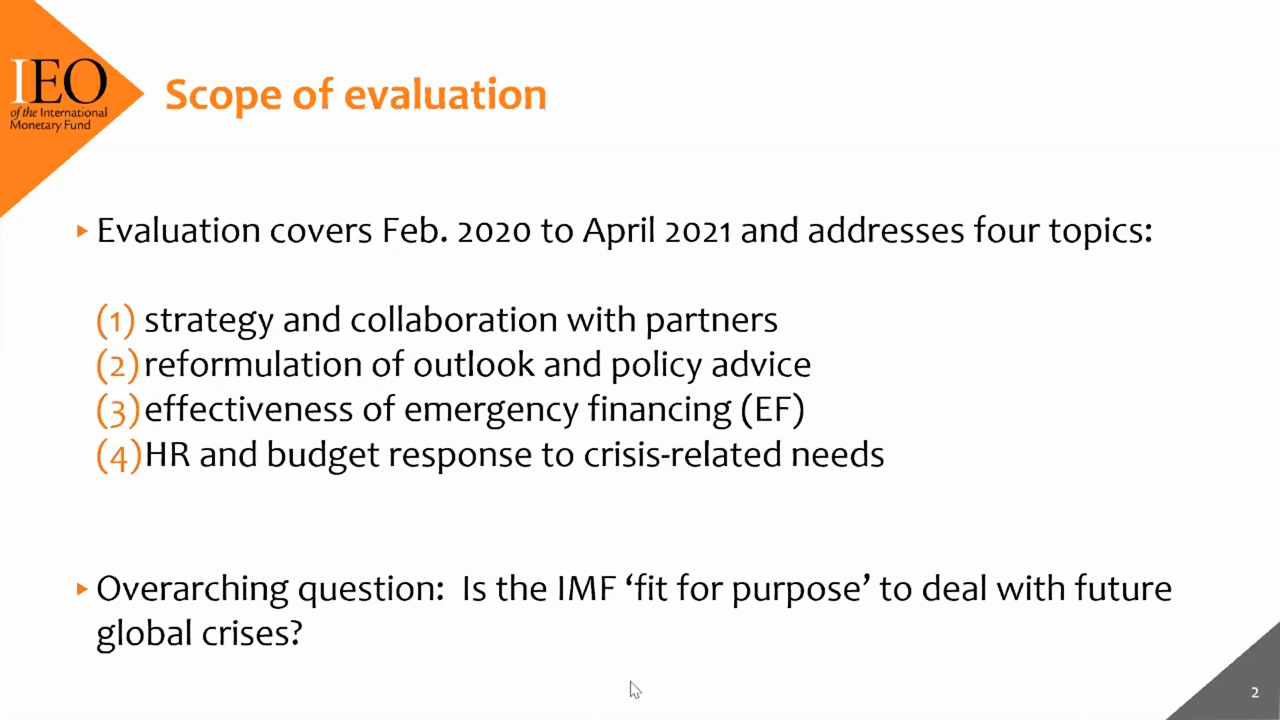 IEO
of the International
Monetary Fund
Scope of evaluation
Evaluation covers Feb. 2020 to April 2021 and addresses four topics:
(1) strategy and collaboration with partners
(2) reformulation of outlook and policy advice
(3) effectiveness of emergency financing (EF)
(4) HR and budget response to crisis-related needs
Overarching question: Is the IMF ‘fit for purpose’ to deal with future
global crises?
2